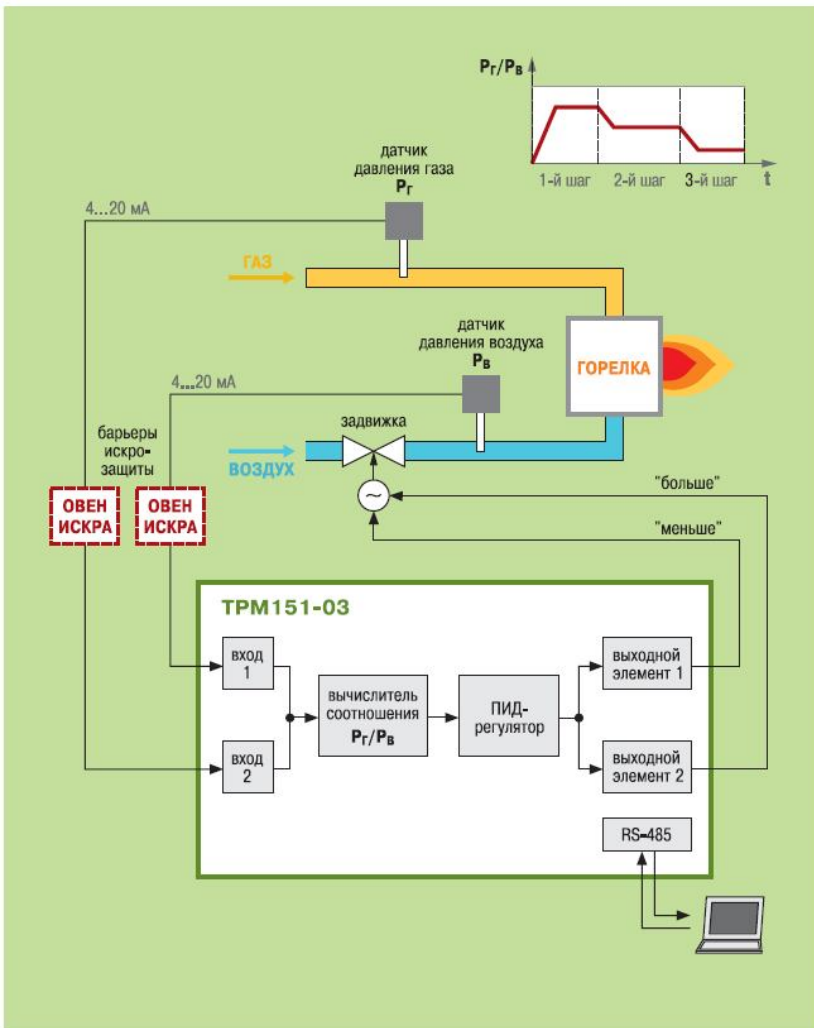 Рг/Рв
1-й шаг
2-й шаг
3-й шаг
t
датчик
давления газа
Рг
4...20 мА
ГАЗ
датчик
давления воздуха
Рв
ГОРЕЛКА
4...20 мА
задвижка
барьеры
искро-
защиты
ВОЗДУХ
"больше"
ОВЕН
ИСКРА
ОВЕН
ИСКРА
~
"меньше"
ТРМ151-03
вход
1
вычислитель
соотношения
Рг/Рв
ПИД-
регулятор
выходной
элемент 1
вход
2
выходной
элемент 2
RS-485